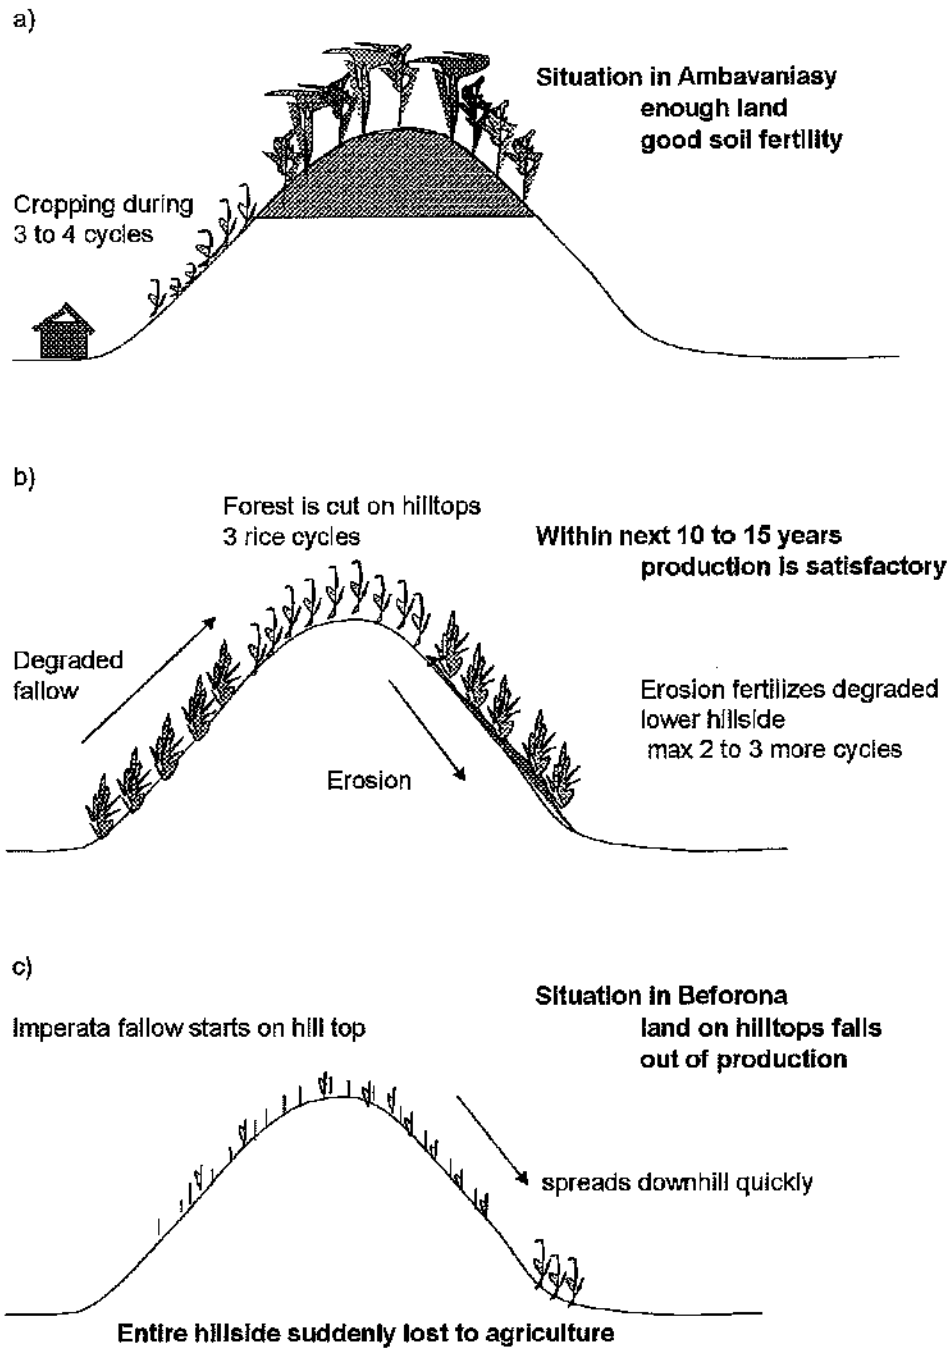 a)
Situation in Ambavaniasy
enough land
good soil fertility
Cropping during
3 to 4 cycles
b)
Forest is cut on hilltops
3 rice cycles
Within next 10 to 15 years
production is satisfactory
Degraded
fallow
Erosion fertilizes degraded
lower hillside
max 2 to 3 more cycles
Erosion
c)
Situation in Beforona
land on hilltops falls
out of production
Imperata fallow starts on hill top
spreads downhill quickly
Entire hillside suddenly lost to agriculture